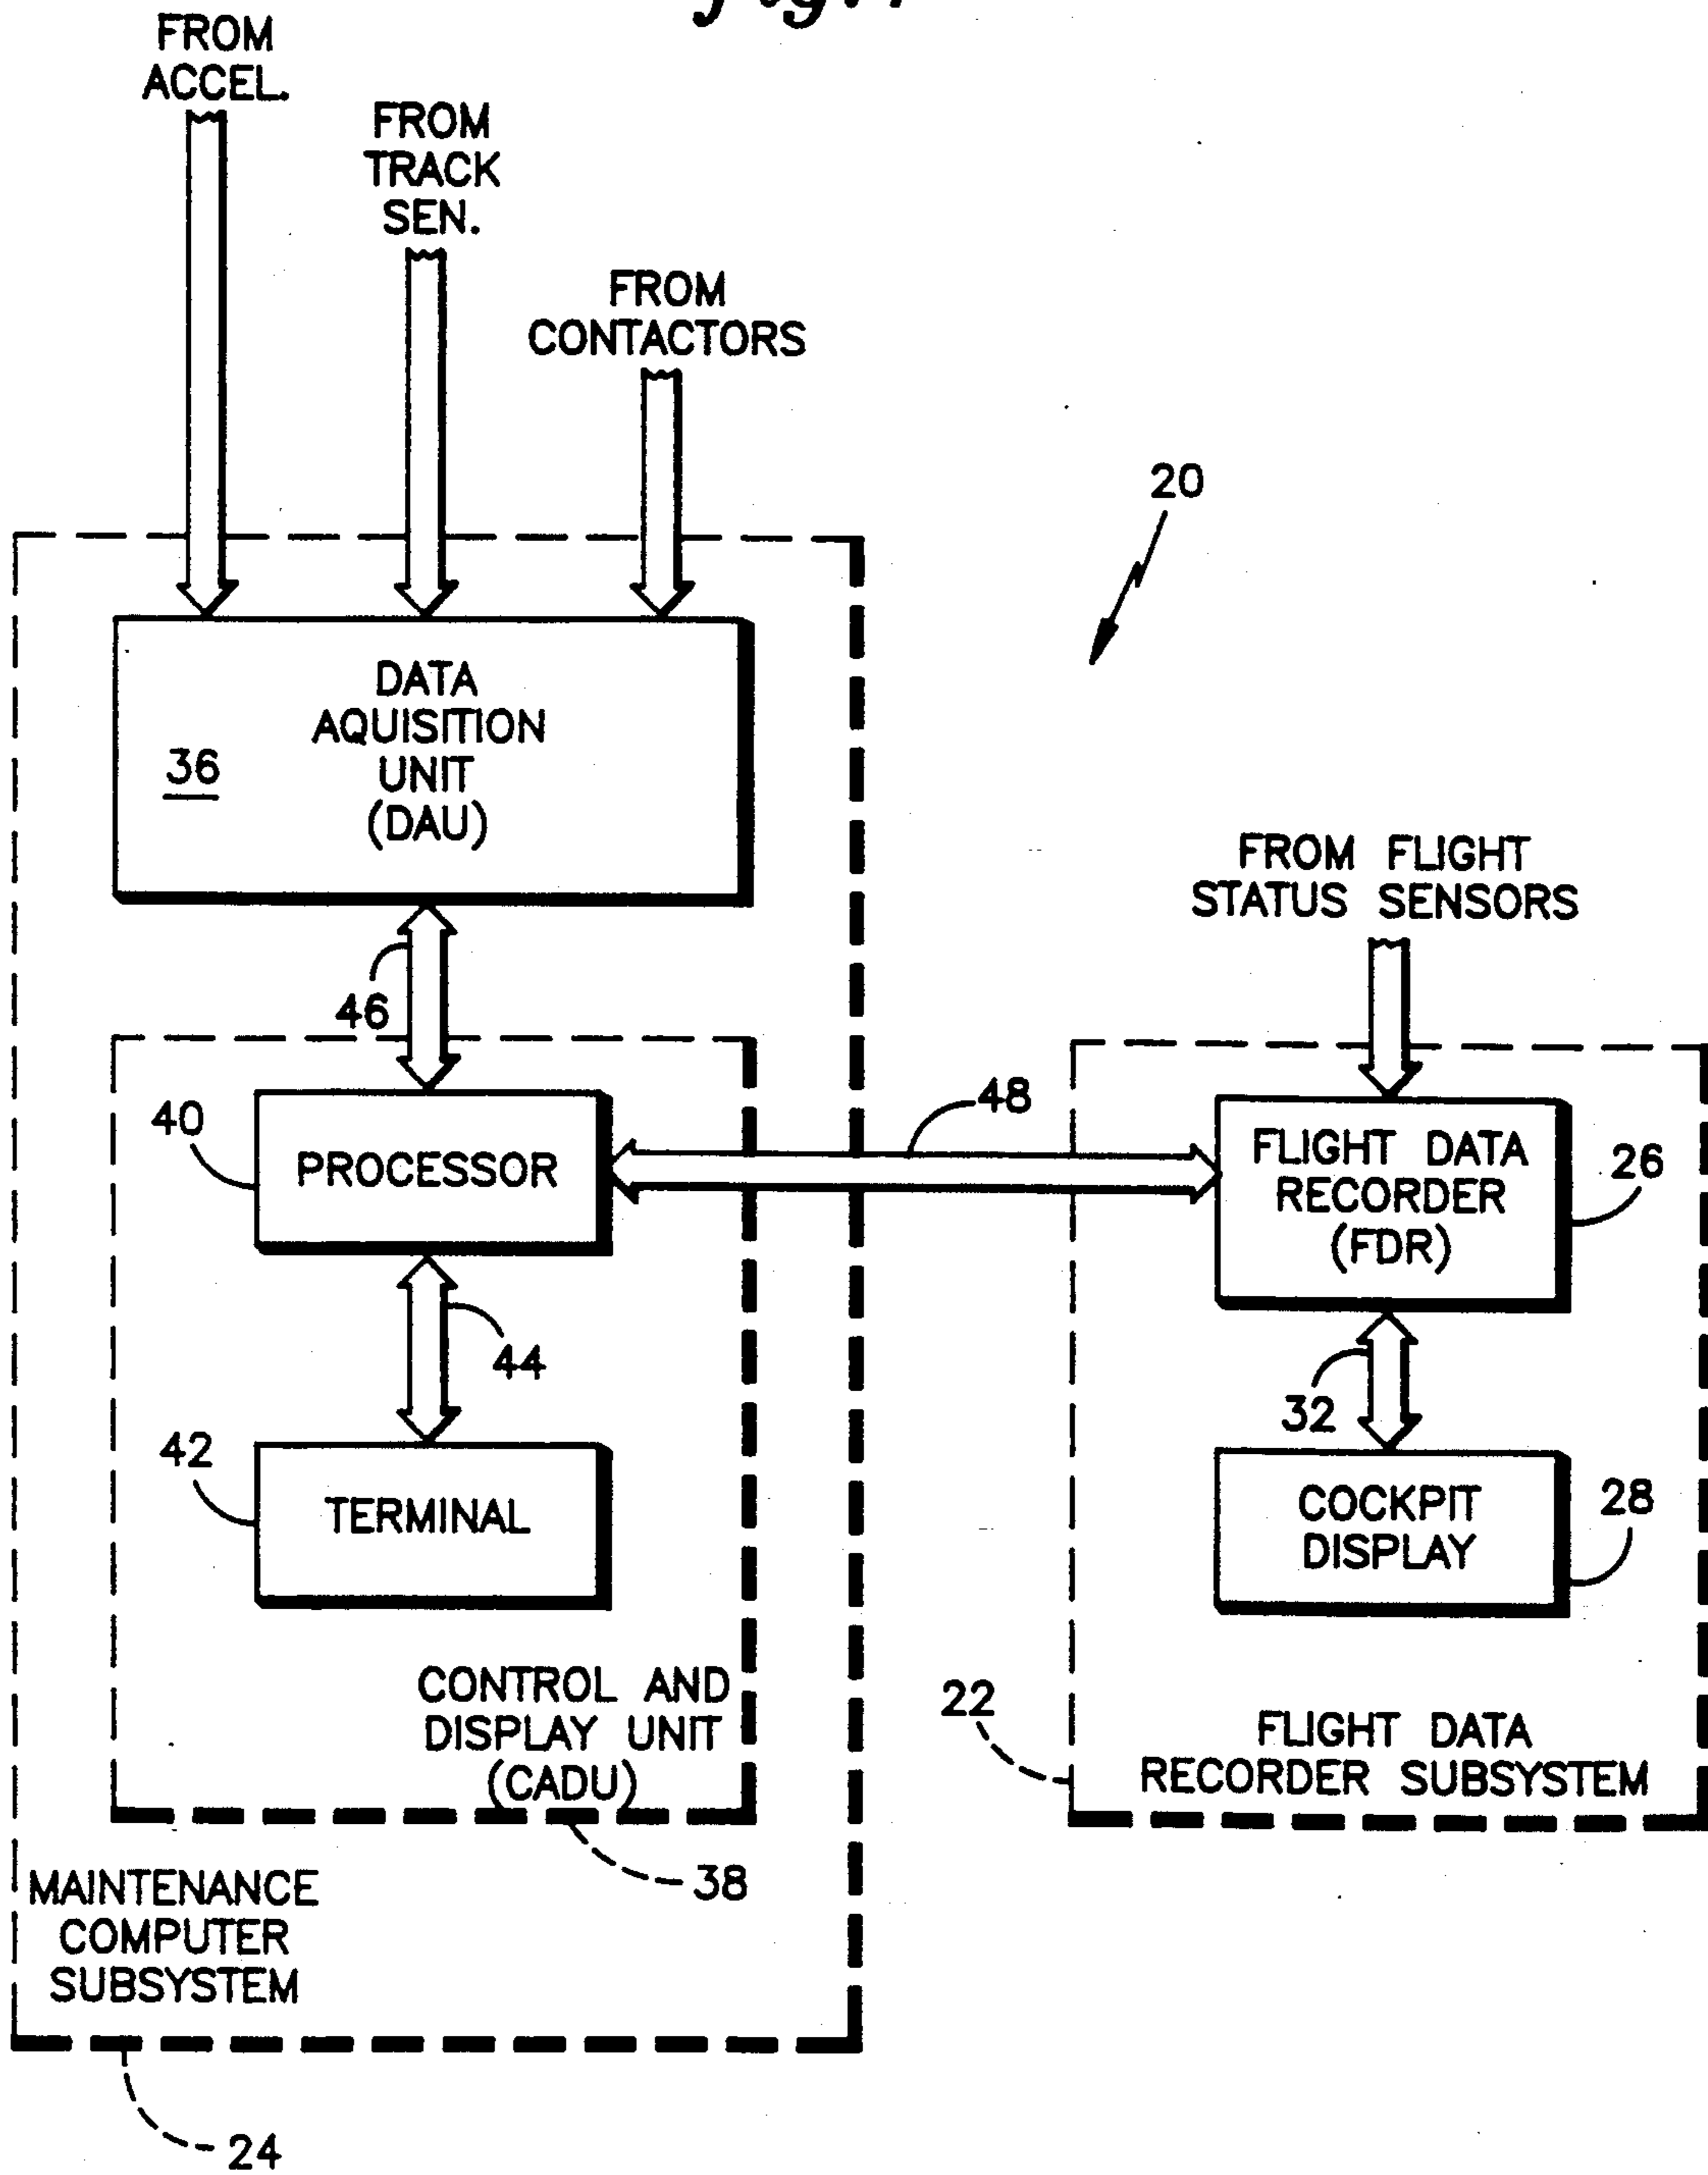 FROM
ACCEL.
FROM
TRACK
SEN.
FROM
CONTACTORS
20
DATA
AQUISITION
UNIT
(DAU)
36
46
FROM FLIGHT
STATUS SENSORS
40
PROCESSOR
48
FLIGHT DATA
RECORDER
(FDR)
26
44
32
42
TERMINAL
COCKPIT
DISPLAY
28
CONTROL AND
DISPLAY UNIT
(CADU)
38
22
FLIGHT DATA
RECORDER SUBSYSTEM
MAINTENANCE
COMPUTER
SUBSYSTEM
24